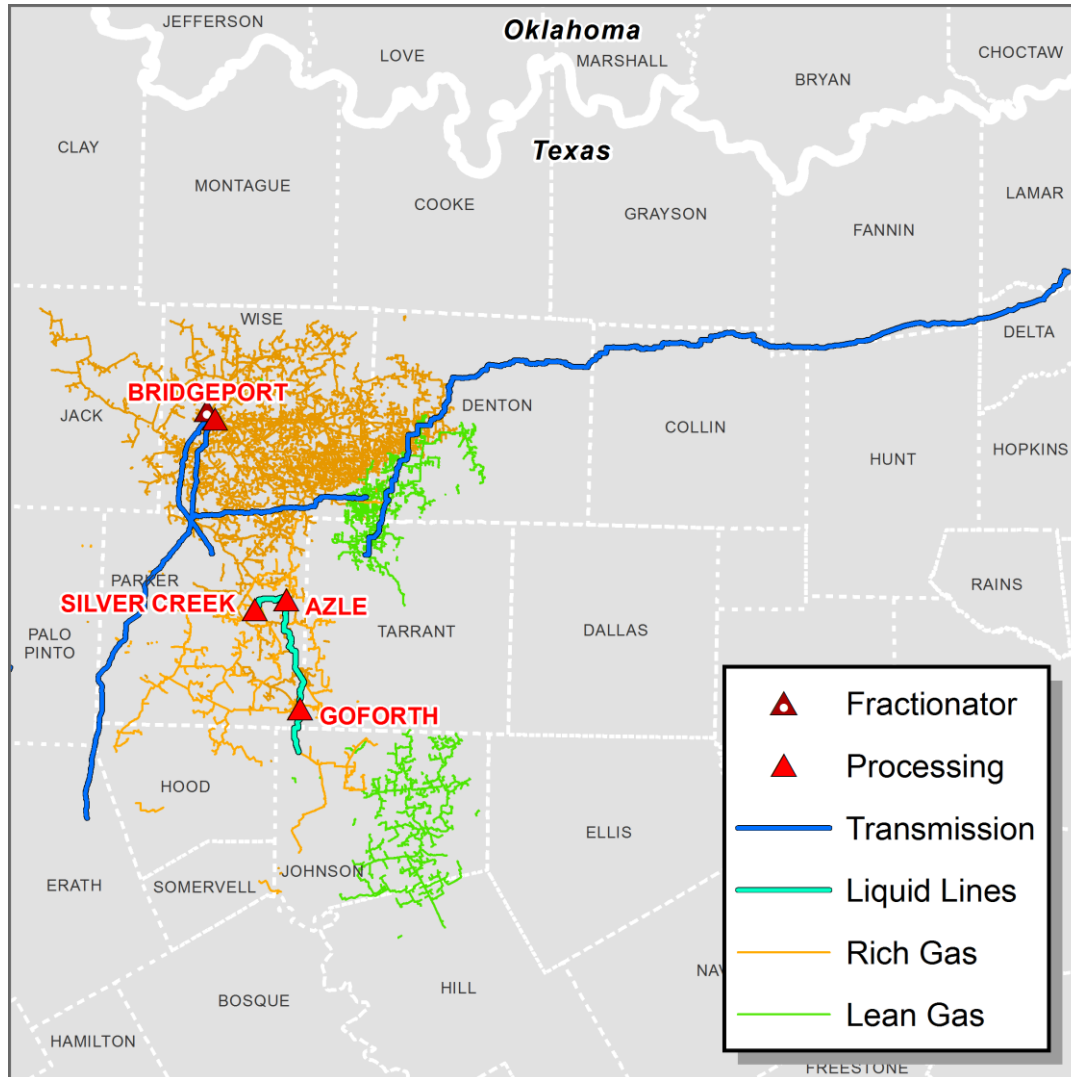 JEFFERSON
Oklahoma
LOVE
MARSHALL
CHOCTAW
BRYAN
CLAY
Texas
MONTAGUE
COOKE
GRAYSON
LAMAR
FANNIN
WISE
DELTA
BRIDGEPORT
JACK
DENTON
COLLIN
HOPKINS
HUNT
PARKER
SILVER CREEK
AZLE
RAINS
PALO
PINTO
TARRANT
DALLAS
GOFORTH
HOOD
ELLIS
JOHNSON
ERATH
SOMERVELL
HILL
BOSQUE
NAV
HAMILTON
FREESTONE
Fractionator
Processing
Transmission
Liquid Lines
Rich Gas
Lean Gas